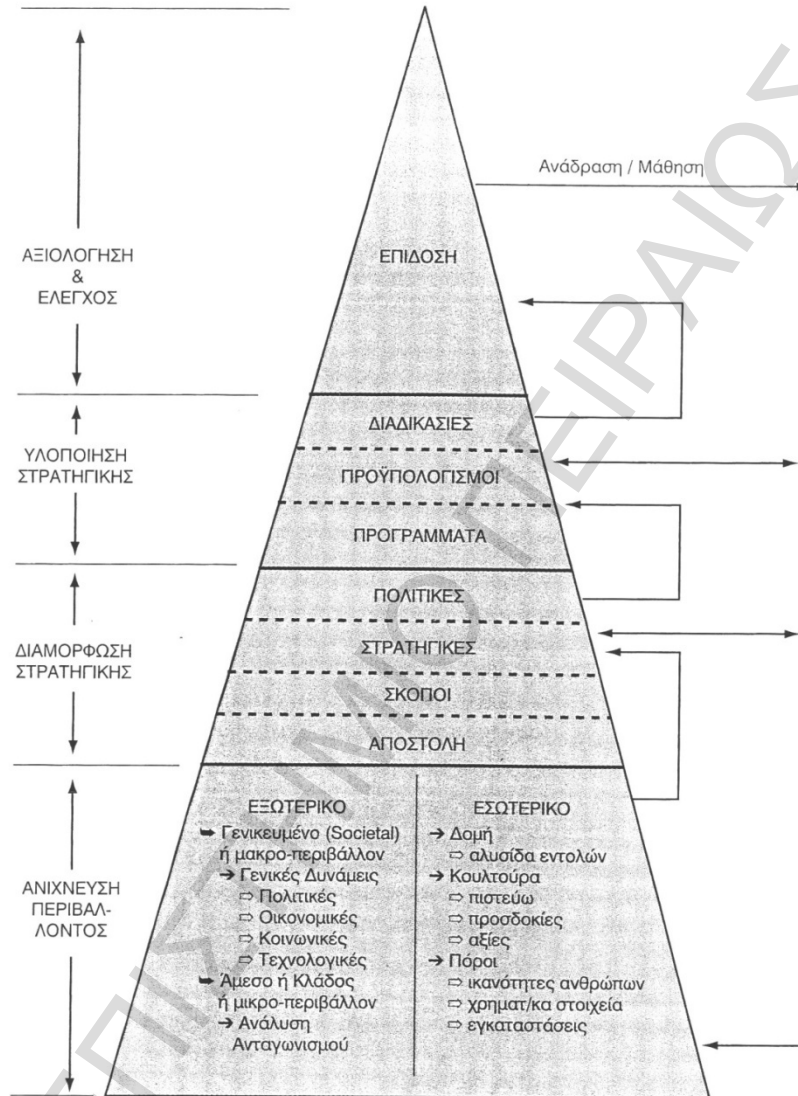 Ανάδραση / Μάθηση
ΑΞΙΟΛΟΓΗΣΗ
&
ΕΛΕΓΧΟΣ
ΕΠΙΔΟΣΗ
ΥΛΟΠΟΙΗΣΗ
ΣΤΡΑΤΗΓΙΚΗΣ
ΔΙΑΔΙΚΑΣΙΕΣ
ΠΡΟΫΠΟΛΟΓΙΣΜΟΙ
ΠΡΟΓΡΑΜΜΑΤΑ
ΔΙΑΜΟΡΦΩΣΗ
ΣΤΡΑΤΗΓΙΚΗΣ
ΠΟΛΙΤΙΚΕΣ
ΣΤΡΑΤΗΓΙΚΕΣ
ΣΚΟΠΟΙ
ΑΠΟΣΤΟΛΗ
ΑΝΙΧΝΕΥΣΗ
ΠΕΡΙΒΑΛ-
ΛΟΝΤΟΣ
ΕΞΩΤΕΡΙΚΟ
➥ Γενικευμένο (Societal)
ή μακρο-περιβάλλον
➔ Γενικές Δυνάμεις
⇨ Πολιτικές
⇨ Οικονομικές
⇨ Κοινωνικές
⇨ Τεχνολογικές
➥ Άμεσο ή Κλάδος
ή μικρο-περιβάλλον
➔ Ανάλυση
Ανταγωνισμού
ΕΣΩΤΕΡΙΚΟ
➔ Δομή
⇨ αλυσίδα εντολών
➔ Κουλτούρα
⇨ πιστεύω
⇨ προσδοκίες
⇨ αξίες
➔ Πόροι
⇨ ικανότητες ανθρώπων
⇨ χρηματ/κα στοιχεία
⇨ εγκαταστάσεις